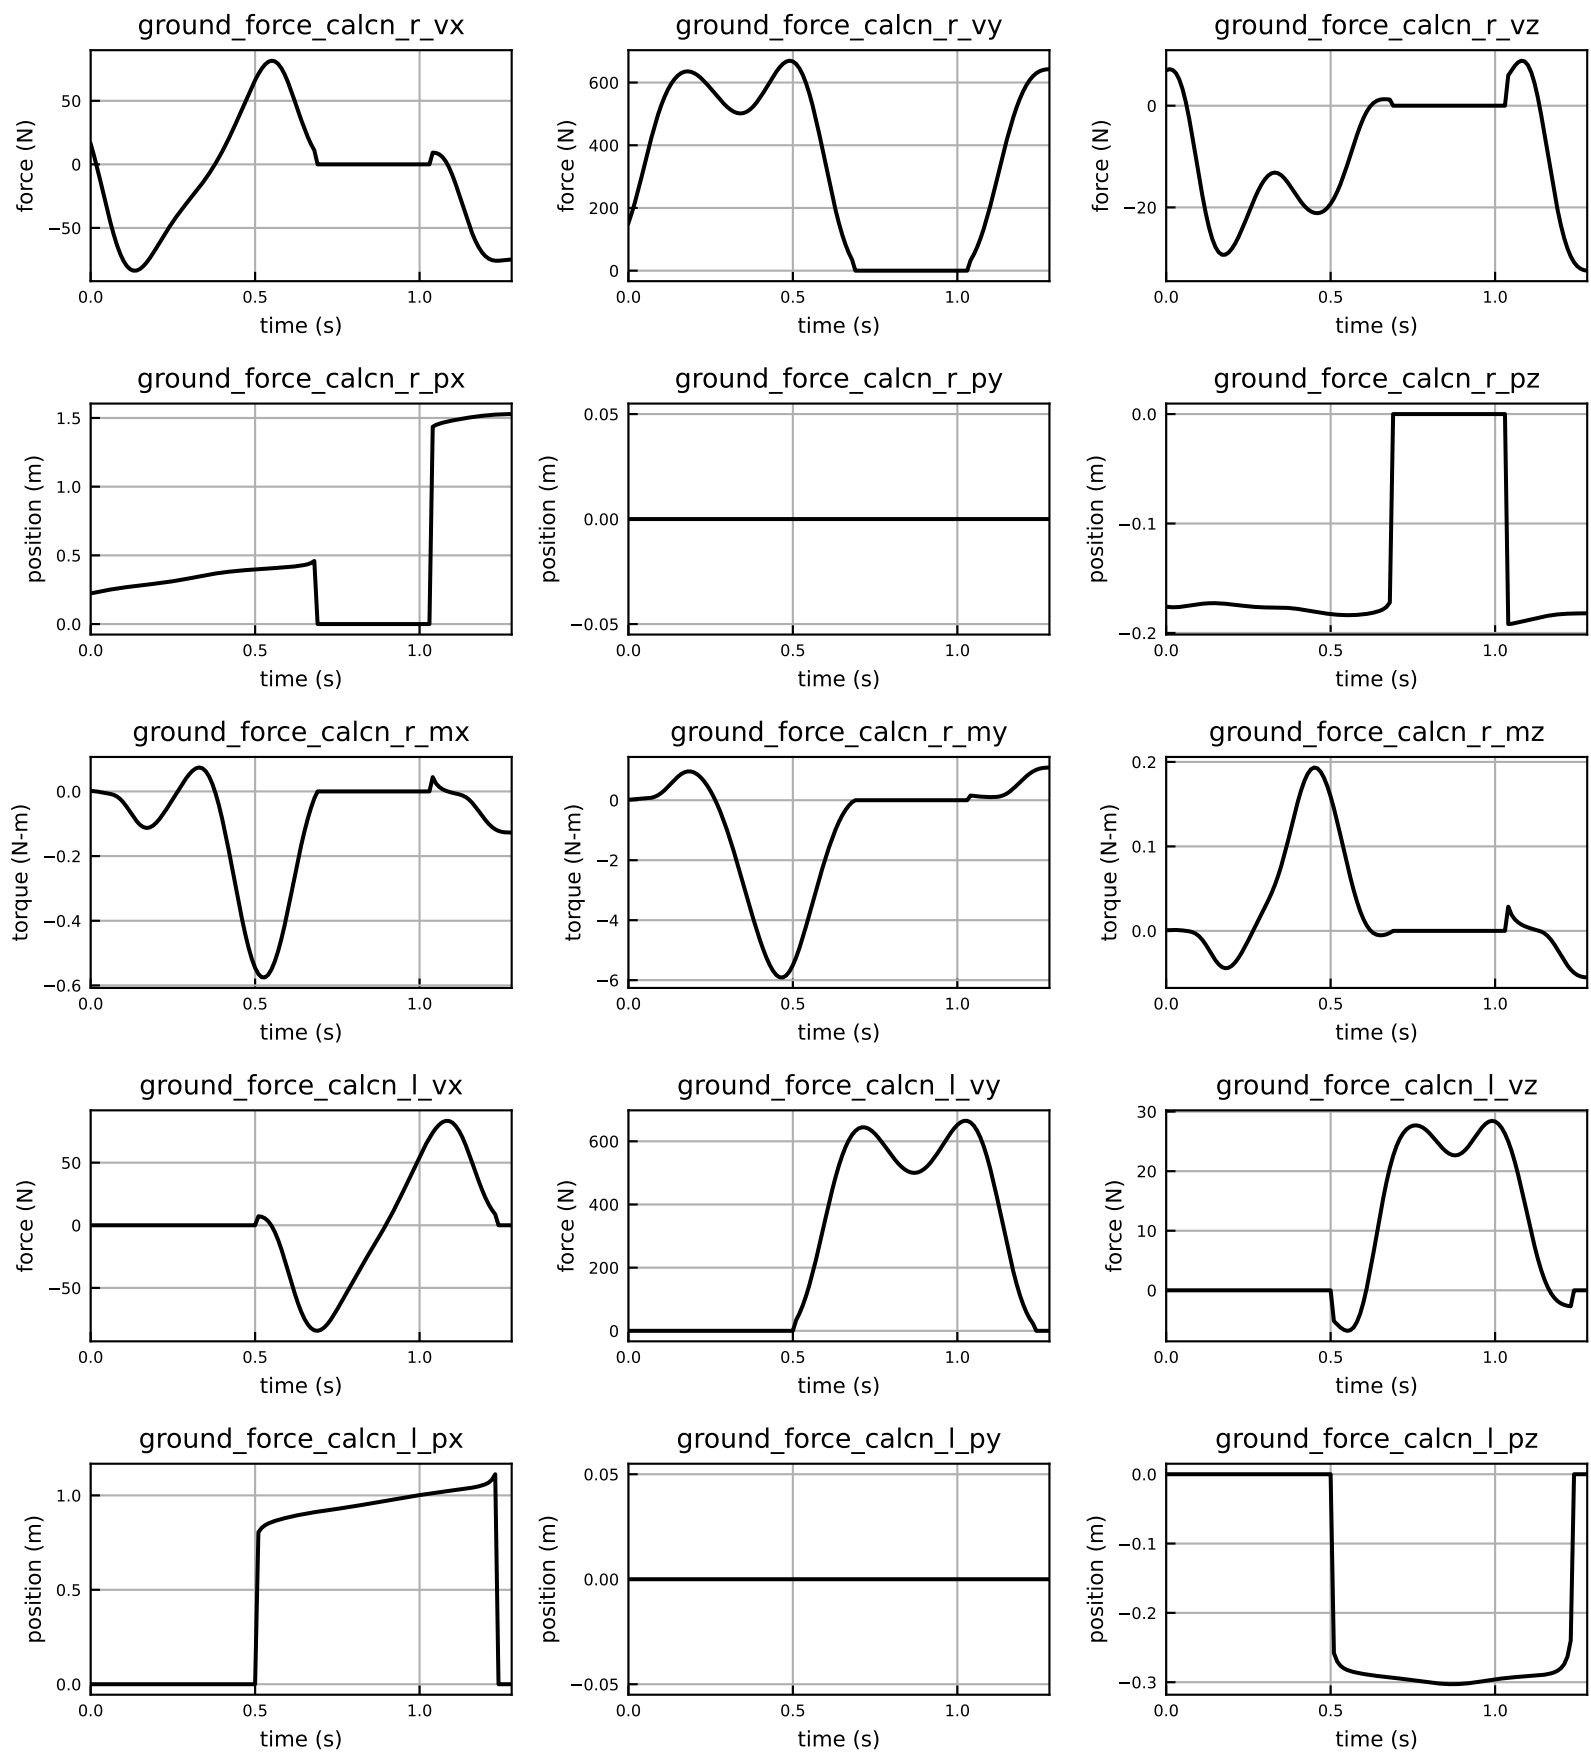 ground_force_calcn_r_vx
force (N)
50
0
−50
0.0 0.5 1.0
time (s)
ground_force_calcn_r_vy
force (N)
600
400
200
0
0.0 0.5 1.0
time (s)
ground_force_calcn_r_vz
force (N)
0
−20
0.0 0.5 1.0
time (s)
ground_force_calcn_r_px
position (m)
1.5
1.0
0.5
0.0
0.0 0.5 1.0
time (s)
ground_force_calcn_r_py
position (m)
0.05
0.00
−0.05
0.0 0.5 1.0
time (s)
ground_force_calcn_r_pz
position (m)
0.0
−0.1
−0.2
0.0 0.5 1.0
time (s)
ground_force_calcn_r_mx
torque (N-m)
0.0
−0.2
−0.4
−0.6
0.0 0.5 1.0
time (s)
ground_force_calcn_r_my
torque (N-m)
0
−2
−4
−6
0.0 0.5 1.0
time (s)
ground_force_calcn_r_mz
torque (N-m)
0.2
0.1
0.0
0.0 0.5 1.0
time (s)
ground_force_calcn_l_vx
force (N)
50
0
−50
0.0 0.5 1.0
time (s)
ground_force_calcn_l_vy
force (N)
600
400
200
0
0.0 0.5 1.0
time (s)
ground_force_calcn_l_vz
force (N)
30
20
10
0
0.0 0.5 1.0
time (s)
ground_force_calcn_l_px
position (m)
1.0
0.5
0.0
0.0 0.5 1.0
time (s)
ground_force_calcn_l_py
position (m)
0.05
0.00
−0.05
0.0 0.5 1.0
time (s)
ground_force_calcn_l_pz
position (m)
0.0
−0.1
−0.2
−0.3
0.0 0.5 1.0
time (s)